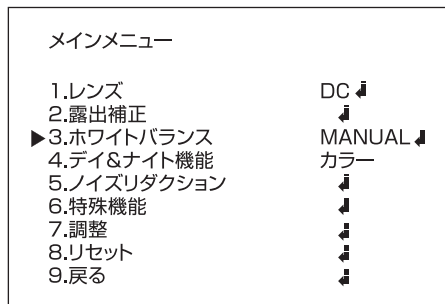 メインメニュー
1.レンズ DC↲
2.露出補正 ↲
▶3.ホワイトバランス MANUAL↲
4.デイ&ナイト機能 カラー
5.ノイズリダクション ↲
6.特殊機能 ↲
7.調整 ↲
8.リセット ↲
9.戻る ↲